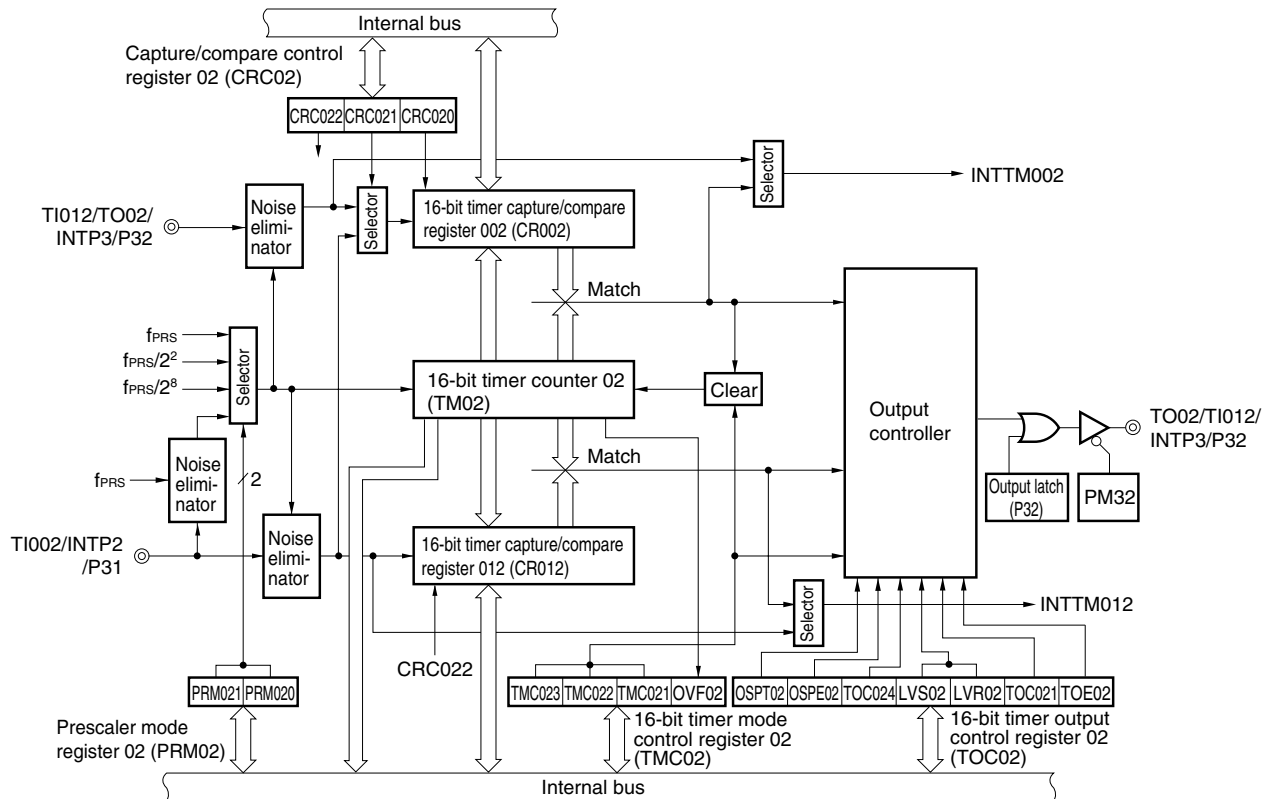 Internal bus
Capture/compare control
register 02 (CRC02)
CRC022 CRC021 CRC020
Selector
INTTM002
TI012/TO02/
INTP3/P32
Noise
elimi-
nator
Selector
16-bit timer capture/compare
register 002 (CR002)
Match
fPRS
fPRS/2²
fPRS/2⁸
Selector
16-bit timer counter 02
(TM02)
Clear
Output
controller
TO02/TI012/
INTP3/P32
Match
fPRS
Noise
elimi-
nator
2
Output latch
(P32)
PM32
TI002/INTP2
/P31
Noise
elimi-
nator
16-bit timer capture/compare
register 012 (CR012)
Selector
INTTM012
CRC022
PRM021 PRM020
TMC023 TMC022 TMC021 OVF02
OSPT02 OSPE02 TOC024 LVS02 LVR02 TOC021 TOE02
Prescaler mode
register 02 (PRM02)
16-bit timer mode
control register 02
(TMC02)
16-bit timer output
control register 02
(TOC02)
Internal bus